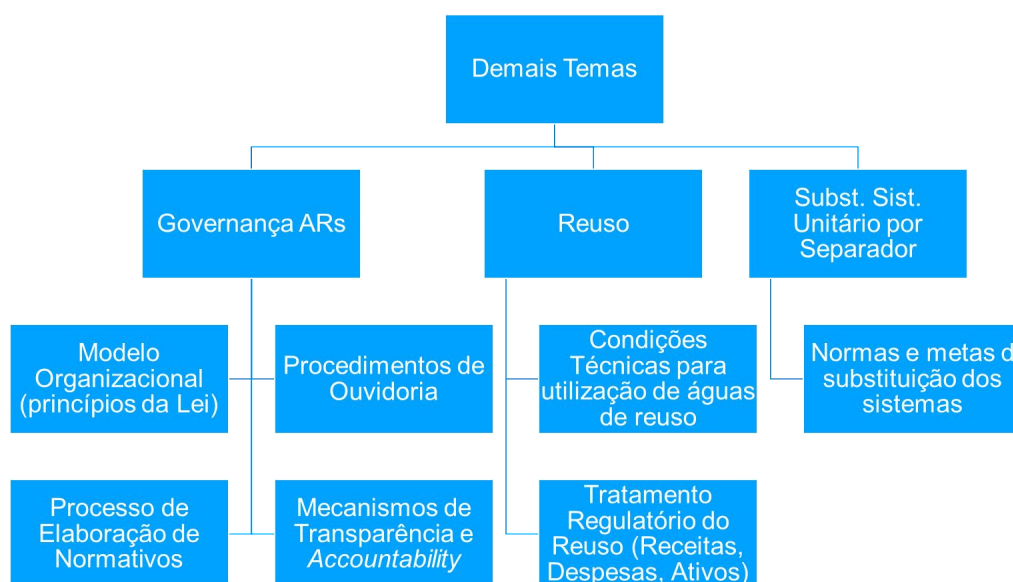 Demais Temas
Governança ARs
Reuso
Subst. Sist.
Unitário por
Separador
Modelo
Organizacional
(princípios da Lei)
Procedimentos de
Ouvidoria
Condições
Técnicas para
utilização de águas
de reuso
Normas e metas d
substituição dos
sistemas
Processo de
Elaboração de
Normativos
Mecanismos de
Transparência e
Accountability
Tratamento
Regulatório do
Reuso (Receitas,
Despesas, Ativos)